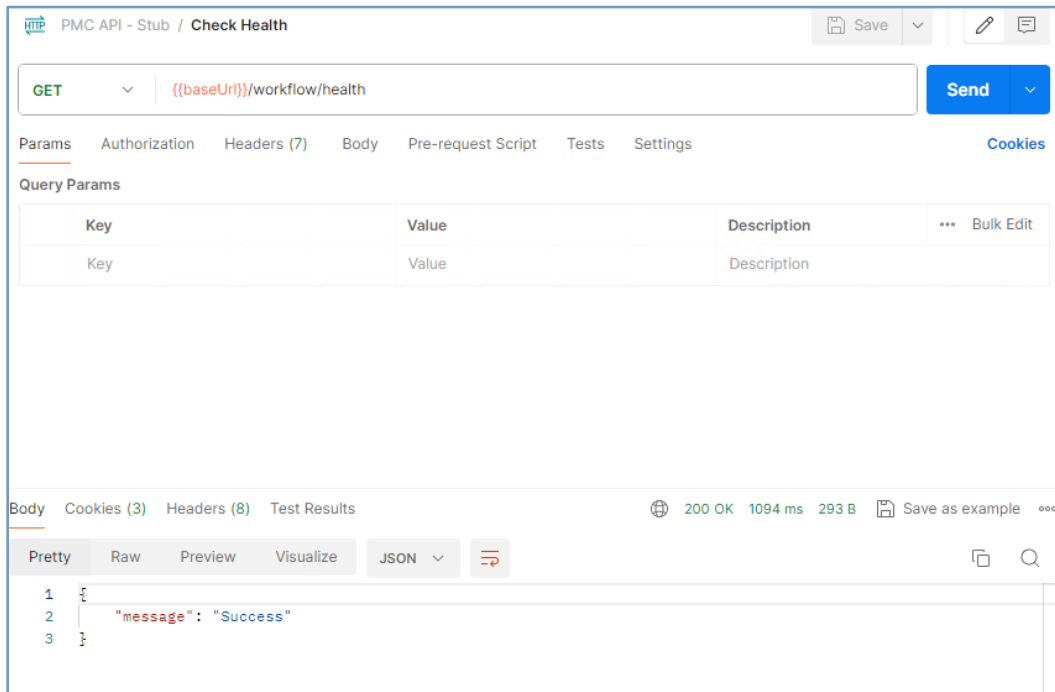 HTTP PMC API - Stub / Check Health Save
GET {{baseUrl}}/workflow/health Send
Params Authorization Headers (7) Body Pre-request Script Tests Settings Cookies
Query Params
Key Value Description ••• Bulk Edit
Key Value Description
Body Cookies (3) Headers (8) Test Results 200 OK 1094 ms 293 B Save as example
Pretty Raw Preview Visualize JSON
1 {
2 "message": "Success"
3 }